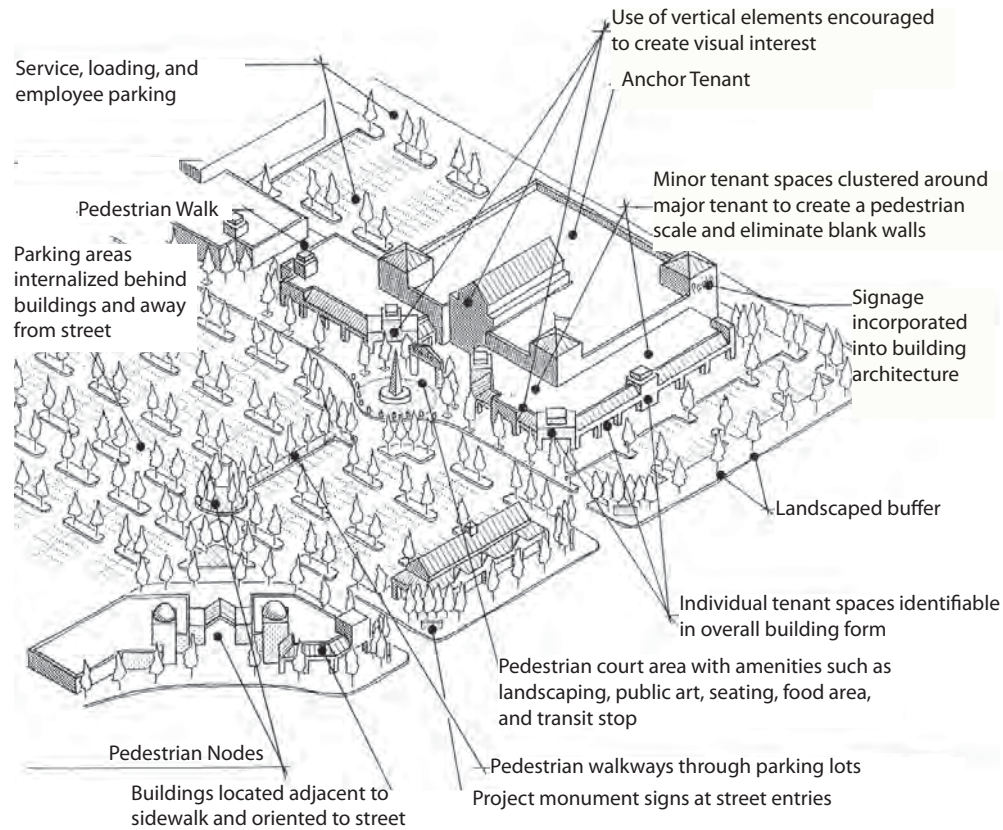 Use of vertical elements encouraged
to create visual interest
Service, loading, and
employee parking
Anchor Tenant
Minor tenant spaces clustered around
major tenant to create a pedestrian
scale and eliminate blank walls
Pedestrian Walk
Parking areas
internalized behind
buildings and away
from street
Signage
incorporated
into building
architecture
Landscaped buffer
Individual tenant spaces identifiable
in overall building form
Pedestrian court area with amenities such as
landscaping, public art, seating, food area,
and transit stop
Pedestrian Nodes
Pedestrian walkways through parking lots
Buildings located adjacent to
sidewalk and oriented to street
Project monument signs at street entries